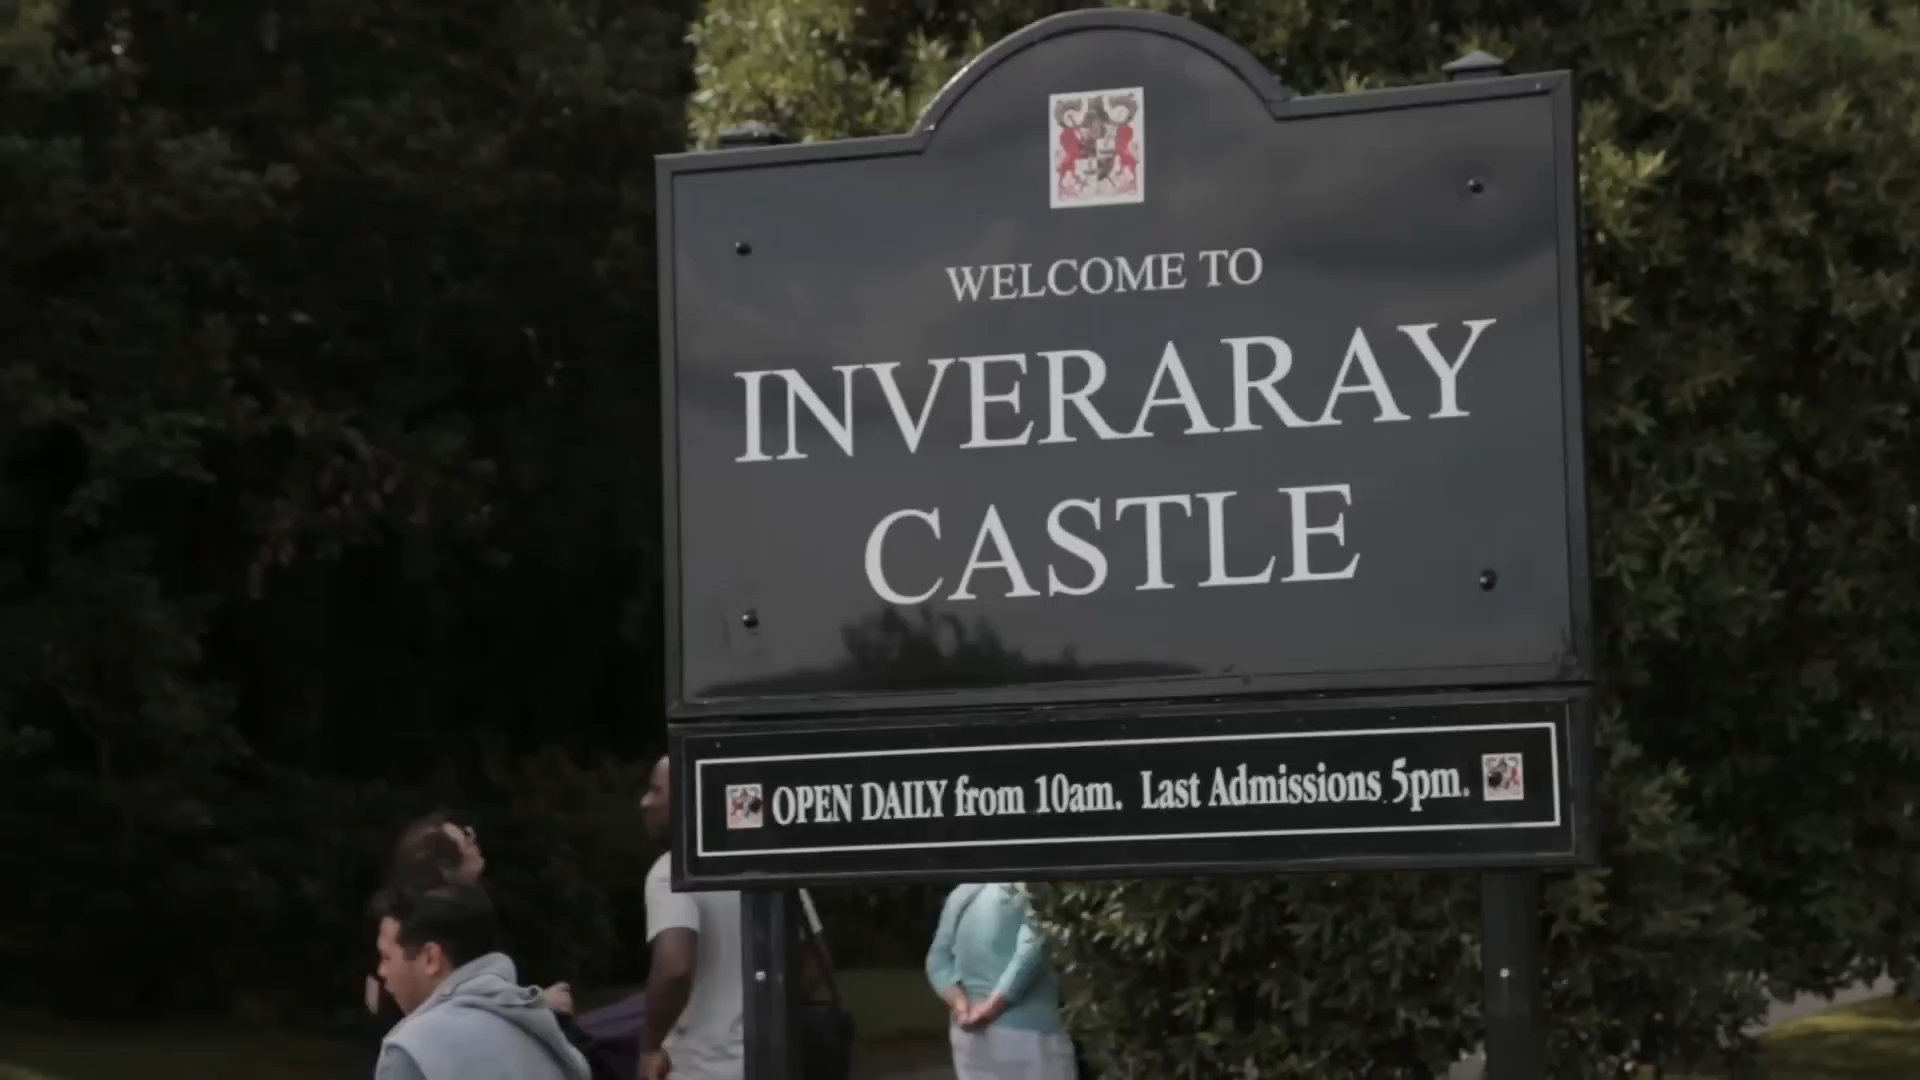 WELCOME TO
INVERARAY
CASTLE
OPEN DAILY from 10am. Last Admissions 5pm.